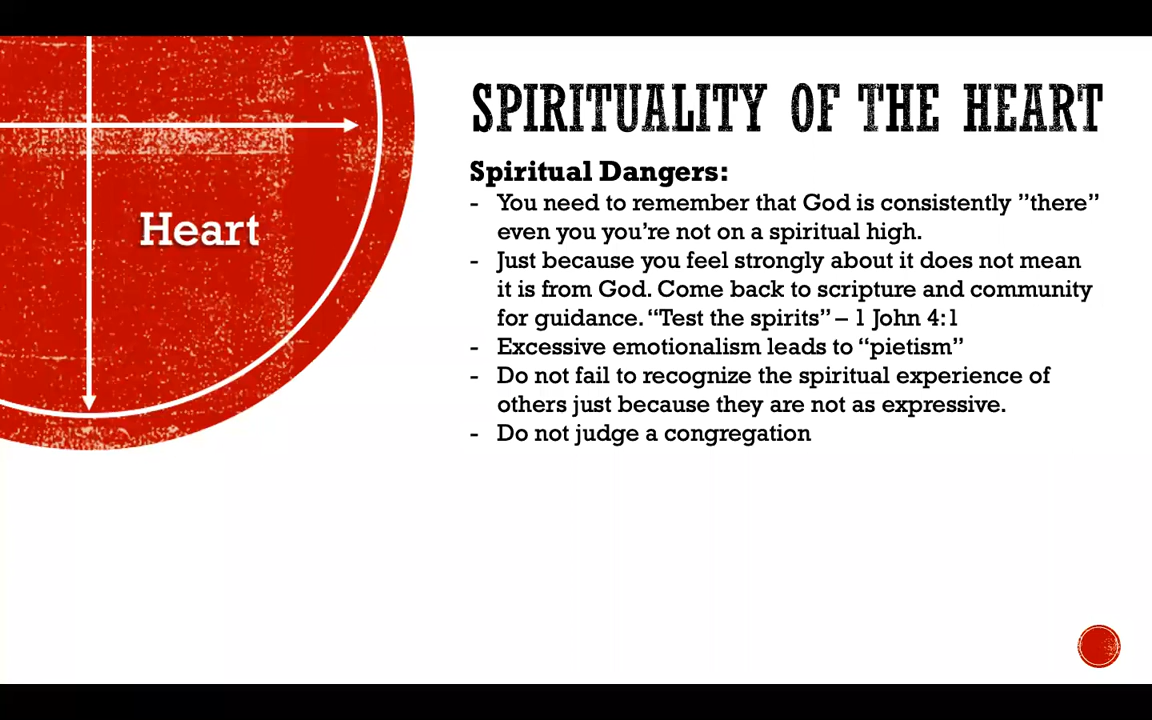 SPIRITUALITY OF THE HEART
Heart
Spiritual Dangers:
- You need to remember that God is consistently ”there”
even you you’re not on a spiritual high.
- Just because you feel strongly about it does not mean
it is from God. Come back to scripture and community
for guidance. “Test the spirits” – 1 John 4:1
- Excessive emotionalism leads to “pietism”
- Do not fail to recognize the spiritual experience of
others just because they are not as expressive.
- Do not judge a congregation